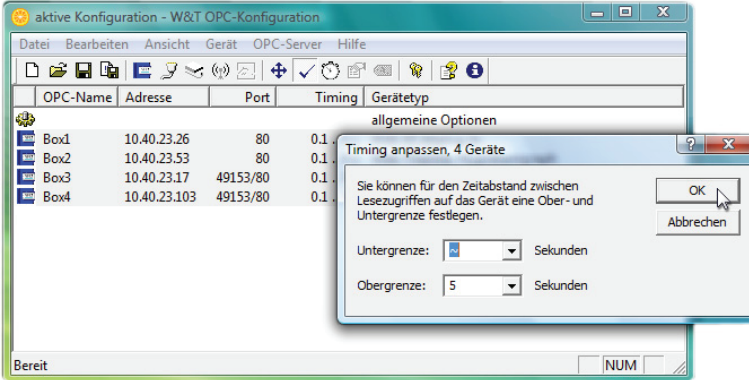 aktive Konfiguration - W&T OPC-Konfiguration
Datei Bearbeiten Ansicht Gerät OPC-Server Hilfe
OPC-Name Adresse Port Timing Gerätetyp
allgemeine Optionen
Box1 10.40.23.26 80 0.1 .
Box2 10.40.23.53 80 0.1 .
Box3 10.40.23.17 49153/80 0.1 .
Box4 10.40.23.103 49153/80 0.1 .
Timing anpassen, 4 Geräte
Sie können für den Zeitabstand zwischen
Lesezugriffen auf das Gerät eine Ober- und
Untergrenze festlegen.
OK
Abbrechen
Untergrenze: ~ Sekunden
Obergrenze: 5 Sekunden
Bereit NUM